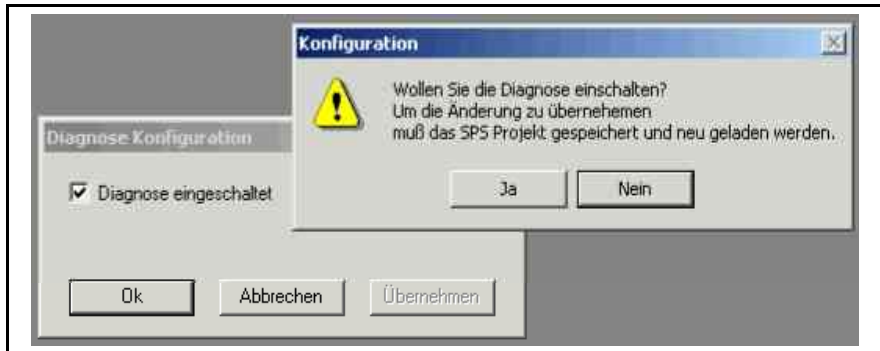 Konfiguration
Wollen Sie die Diagnose einschalten?
Um die Änderung zu übernehemen
muß das SPS Projekt gespeichert und neu geladen werden.
Ja
Nein
Diagnose Konfiguration
Diagnose eingeschaltet
Ok
Abbrechen
Übernehmen